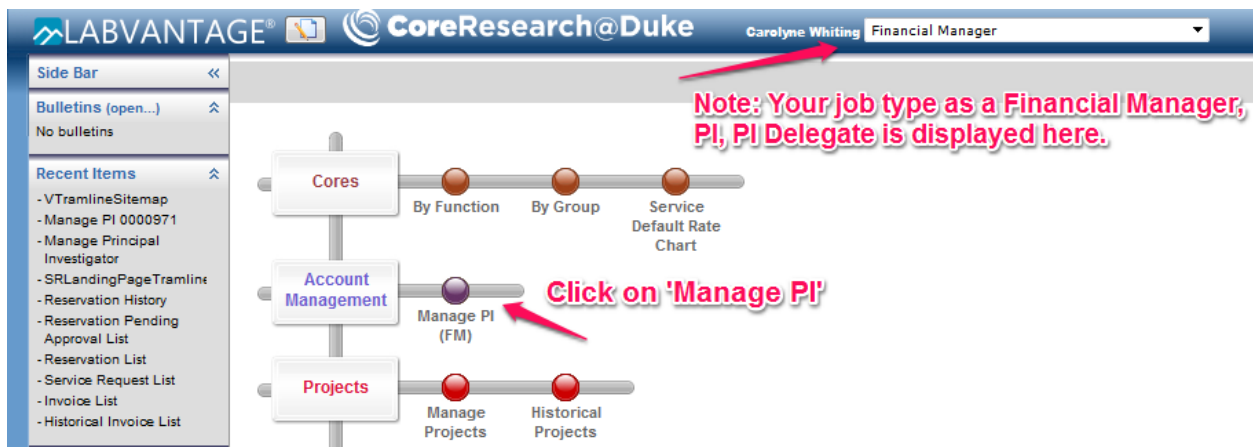 LABVANTAGE® CoreResearch@Duke Carolyne Whiting Financial Manager
Side Bar
Bulletins (open...)
No bulletins
Recent Items
- VTramlineSitemap
- Manage PI 0000971
- Manage Principal
Investigator
- SRLandingPageTramline
- Reservation History
- Reservation Pending
Approval List
- Reservation List
- Service Request List
- Invoice List
- Historical Invoice List
Note: Your job type as a Financial Manager,
PI, PI Delegate is displayed here.
Cores
By Function
By Group
Service
Default Rate
Chart
Account
Management
Manage PI
(FM)
Click on 'Manage PI'
Projects
Manage
Projects
Historical
Projects